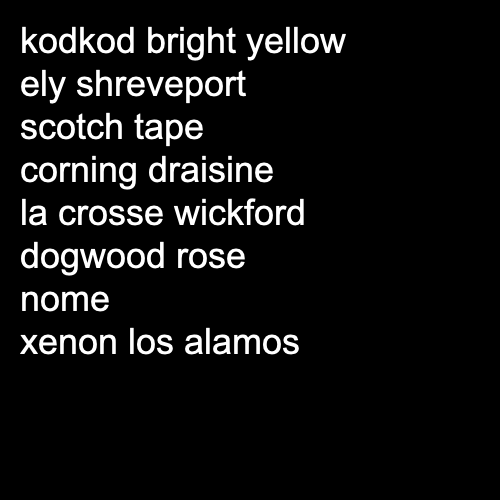 kodkod bright yellow
ely shreveport
scotch tape
corning draisine
la crosse wickford
dogwood rose
nome
xenon los alamos